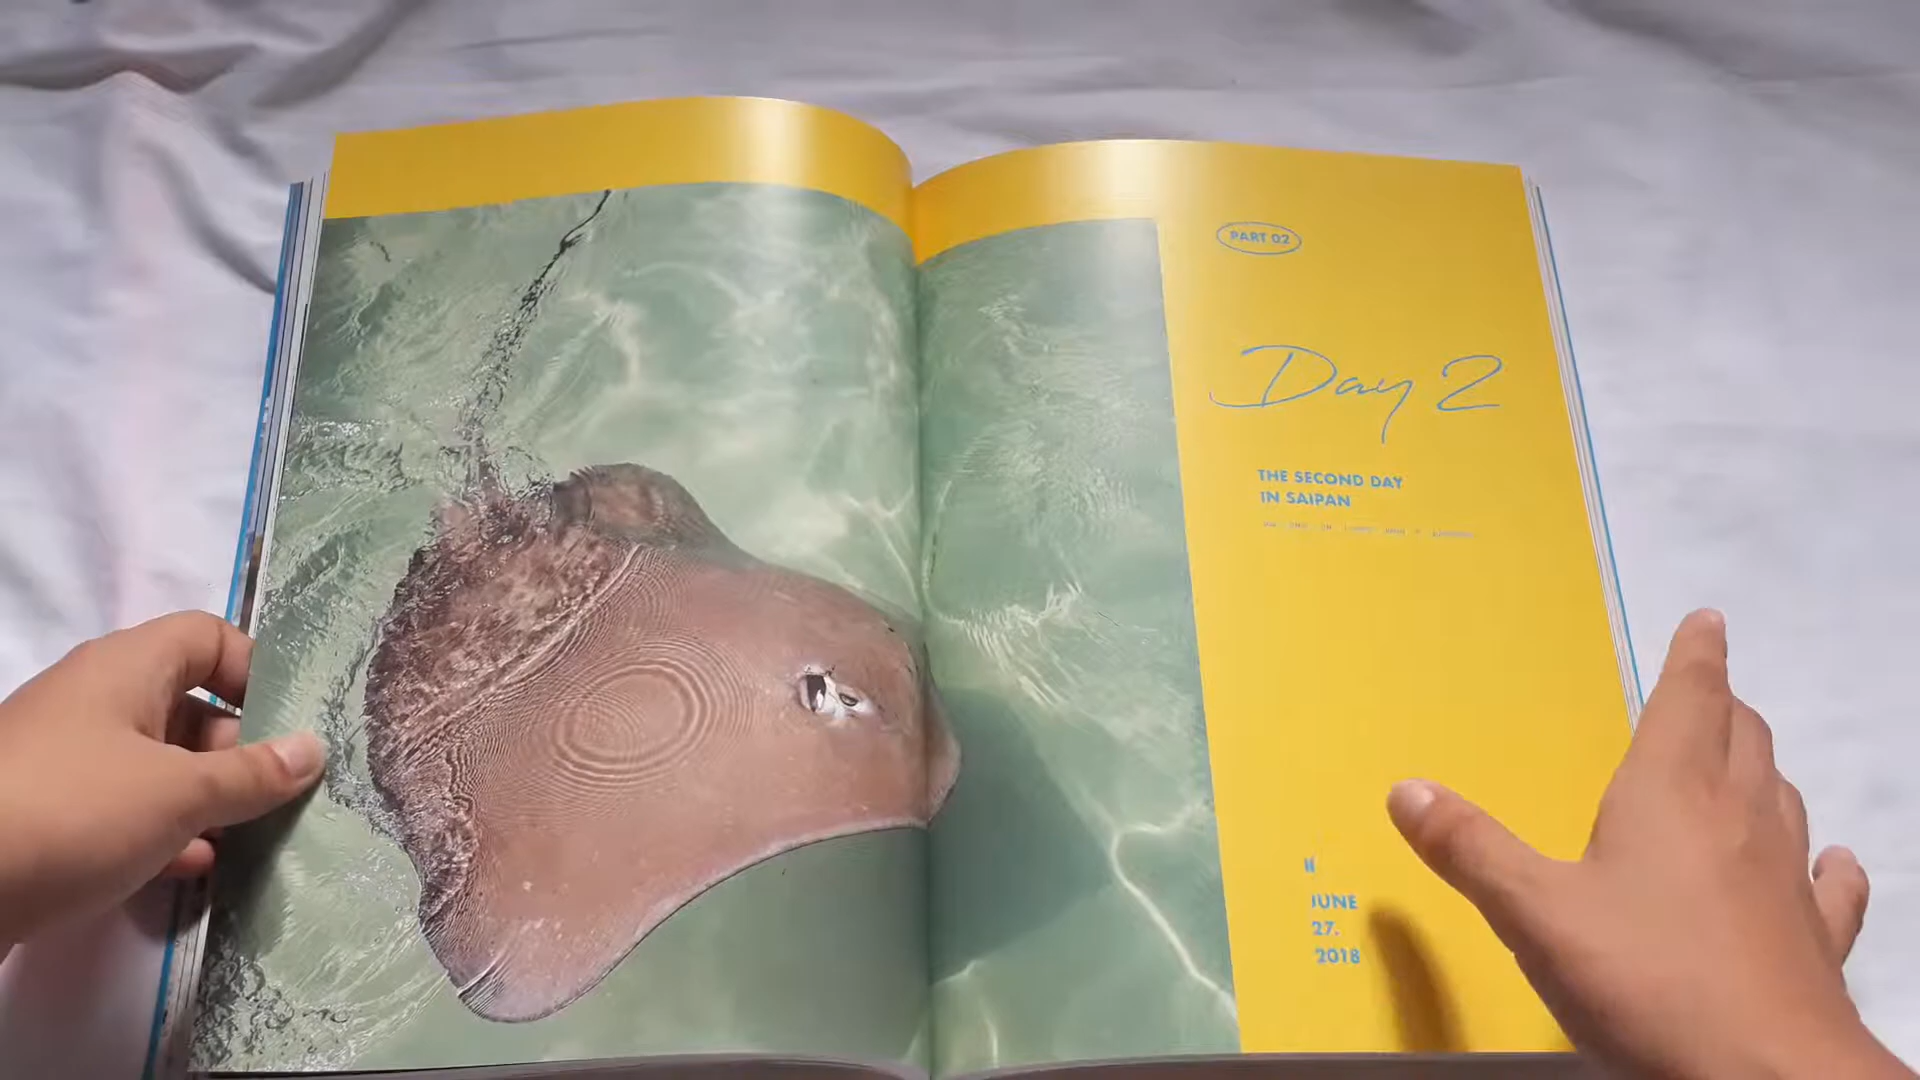 PART 02
Day 2
THE SECOND DAY
IN SAIPAN
JUNE
27.
2018